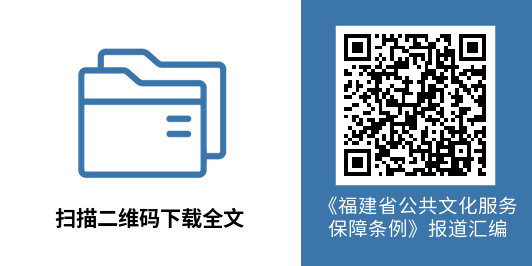 扫描二维码下载全文
《福建省公共文化服务
保障条例》报道汇编